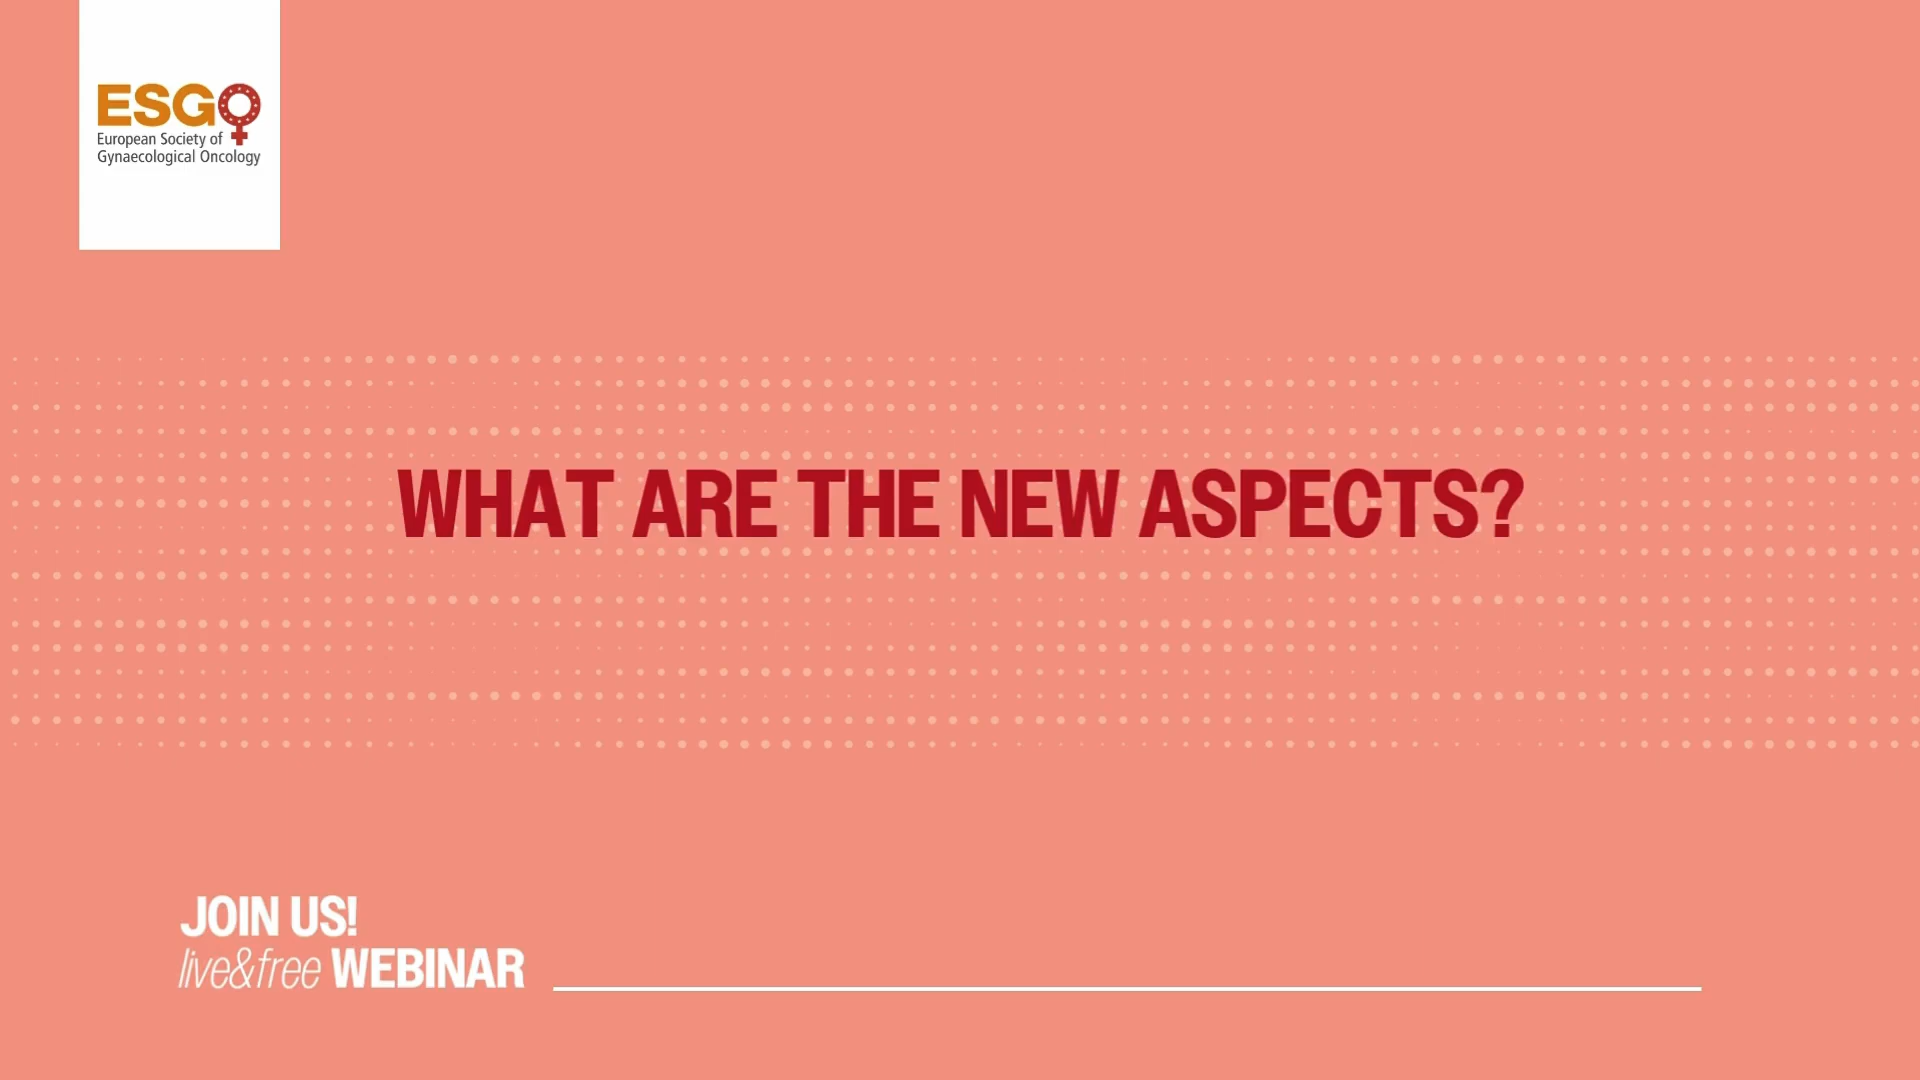 ESGO
European Society of
Gynaecological Oncology
WHAT ARE THE NEW ASPECTS?
JOIN US!
live&free WEBINAR